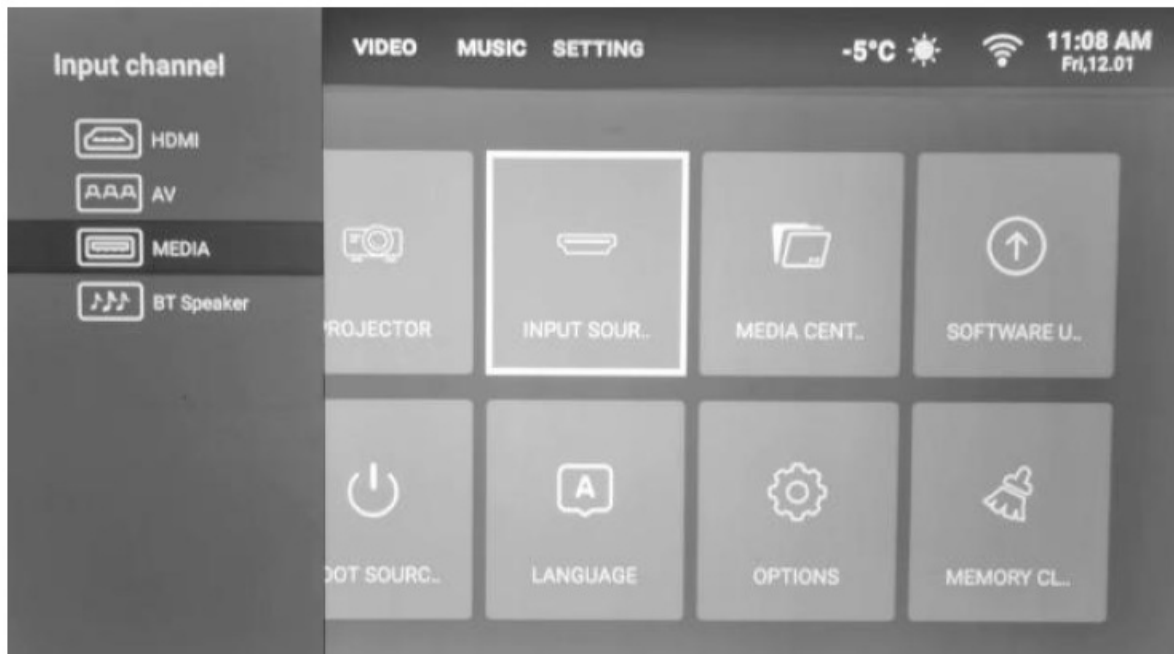 Input channel
HDMI
AV
MEDIA
BT Speaker
VIDEO MUSIC SETTING
-5°C
11:08 AM
Fri,12.01
ROJECTOR
INPUT SOUR..
MEDIA CENT..
SOFTWARE U..
OOT SOURC..
A
LANGUAGE
OPTIONS
MEMORY CL..